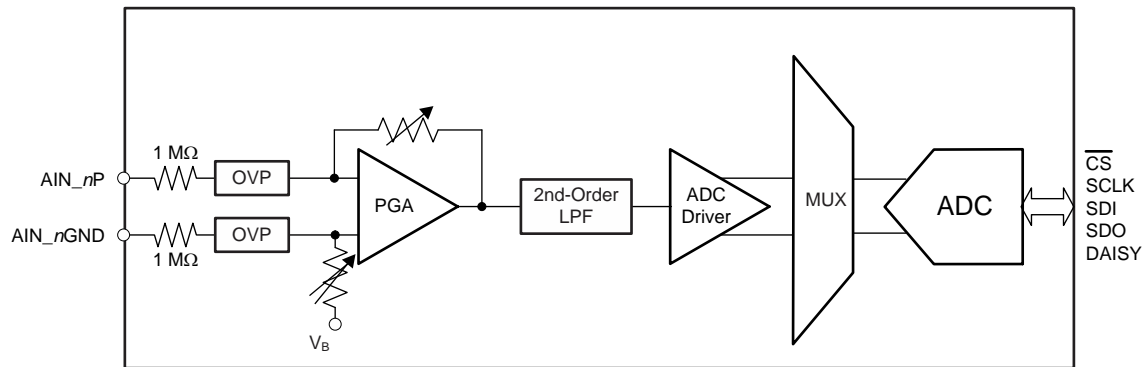 1 MΩ
AIN_nP
OVP
AIN_nGND
OVP
1 MΩ
VB
PGA
2nd-Order
LPF
ADC
Driver
MUX
ADC
CS
SCLK
SDI
SDO
DAISY